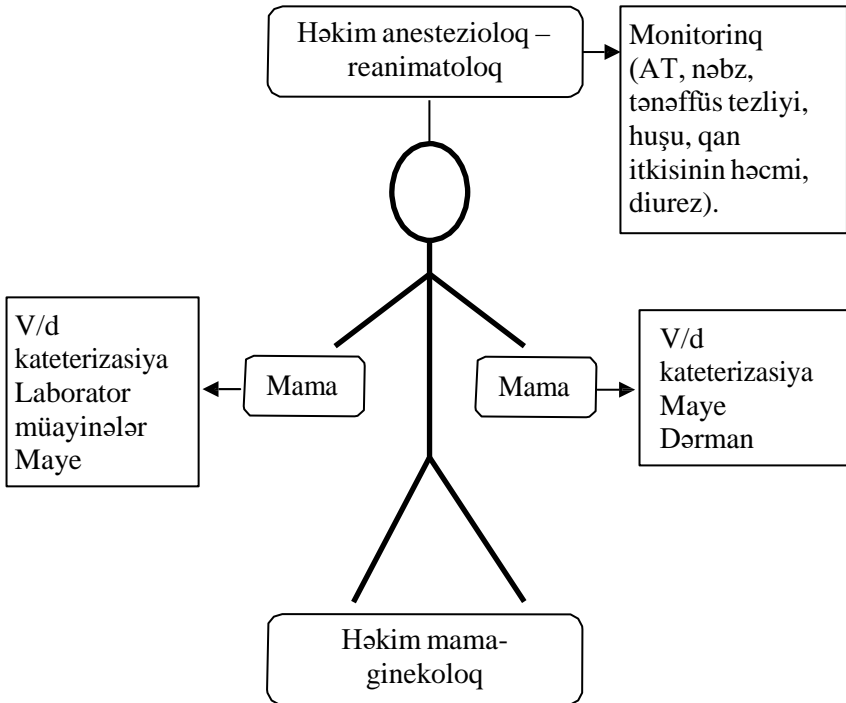 Həkim anestezioloq –
reanimatoloq
Monitorinq
(AT, nəbz,
tənəffüs tezliyi,
huşu, qan
itkisinin həcmi,
diurez).
V/d
kateterizasiya
Laborator
müayinələr
Maye
Mama
Mama
V/d
kateterizasiya
Maye
Dərman
Həkim mama-
ginekoloq